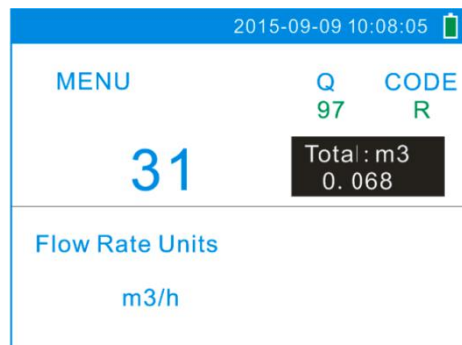 2015-09-09 10:08:05
MENU
Q CODE
97 R
31
Total: m3
0. 068
Flow Rate Units
m3/h